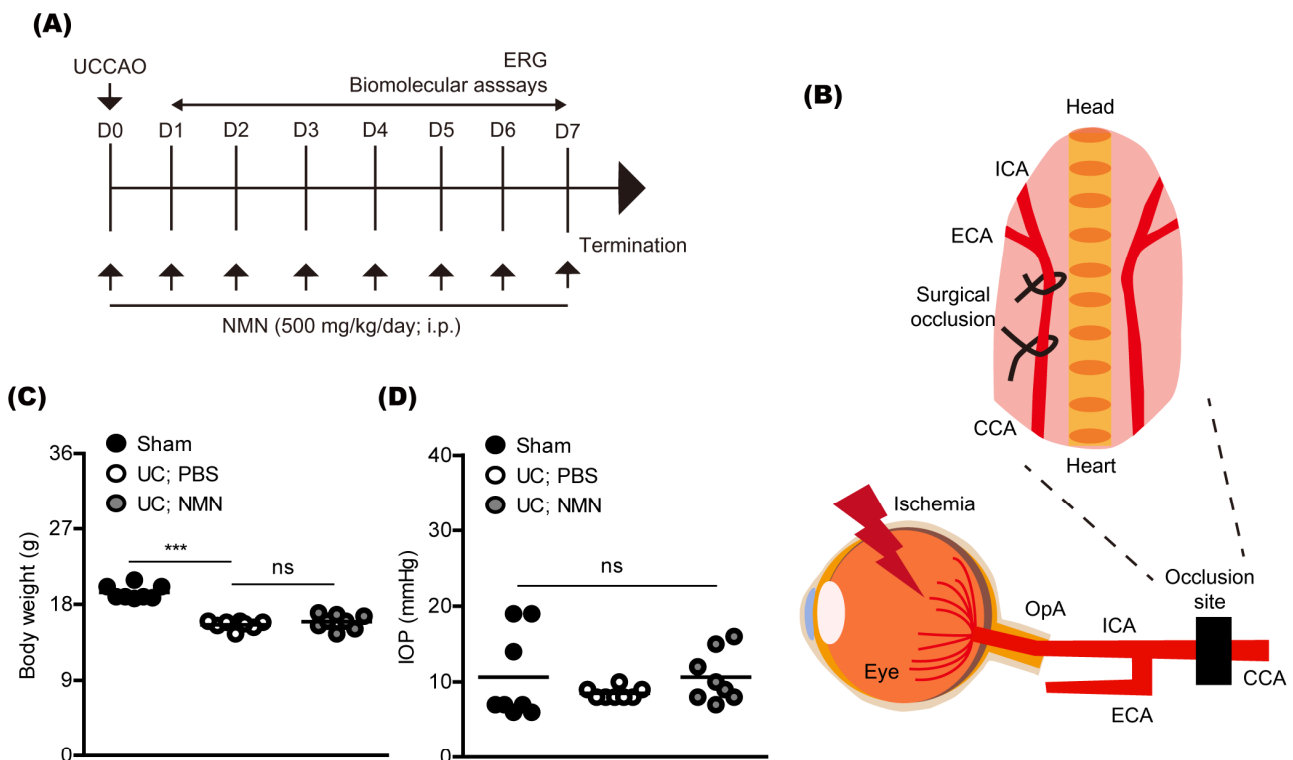 (A)
UCCAO
ERG
Biomolecular asssays
D0 D1 D2 D3 D4 D5 D6 D7
Termination
NMN (500 mg/kg/day; i.p.)
(B)
Head
ICA
ECA
Surgical
occlusion
CCA
Heart
Ischemia
Occlusion
site
OpA
ICA
Eye
CCA
ECA
(C)
Sham
UC; PBS
UC; NMN
36
27
18
9
0
Body weight (g)
***
ns
(D)
Sham
UC; PBS
UC; NMN
40
30
20
10
0
IOP (mmHg)
ns